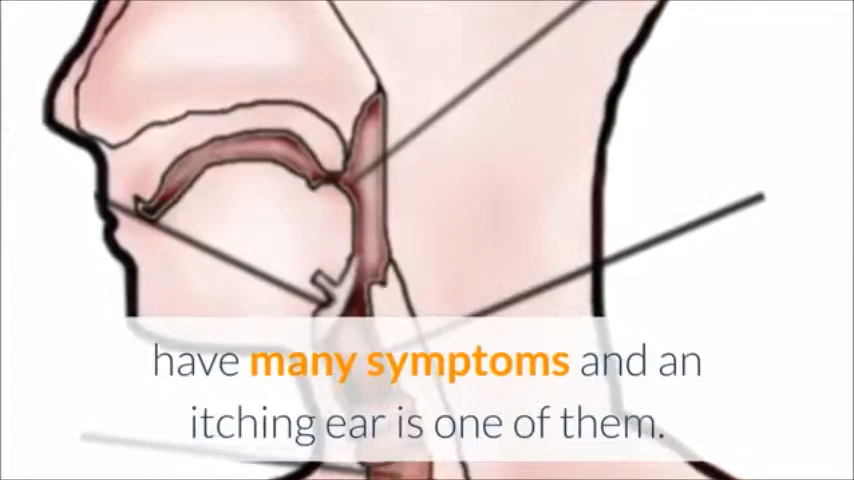 have many symptoms and an
itching ear is one of them.